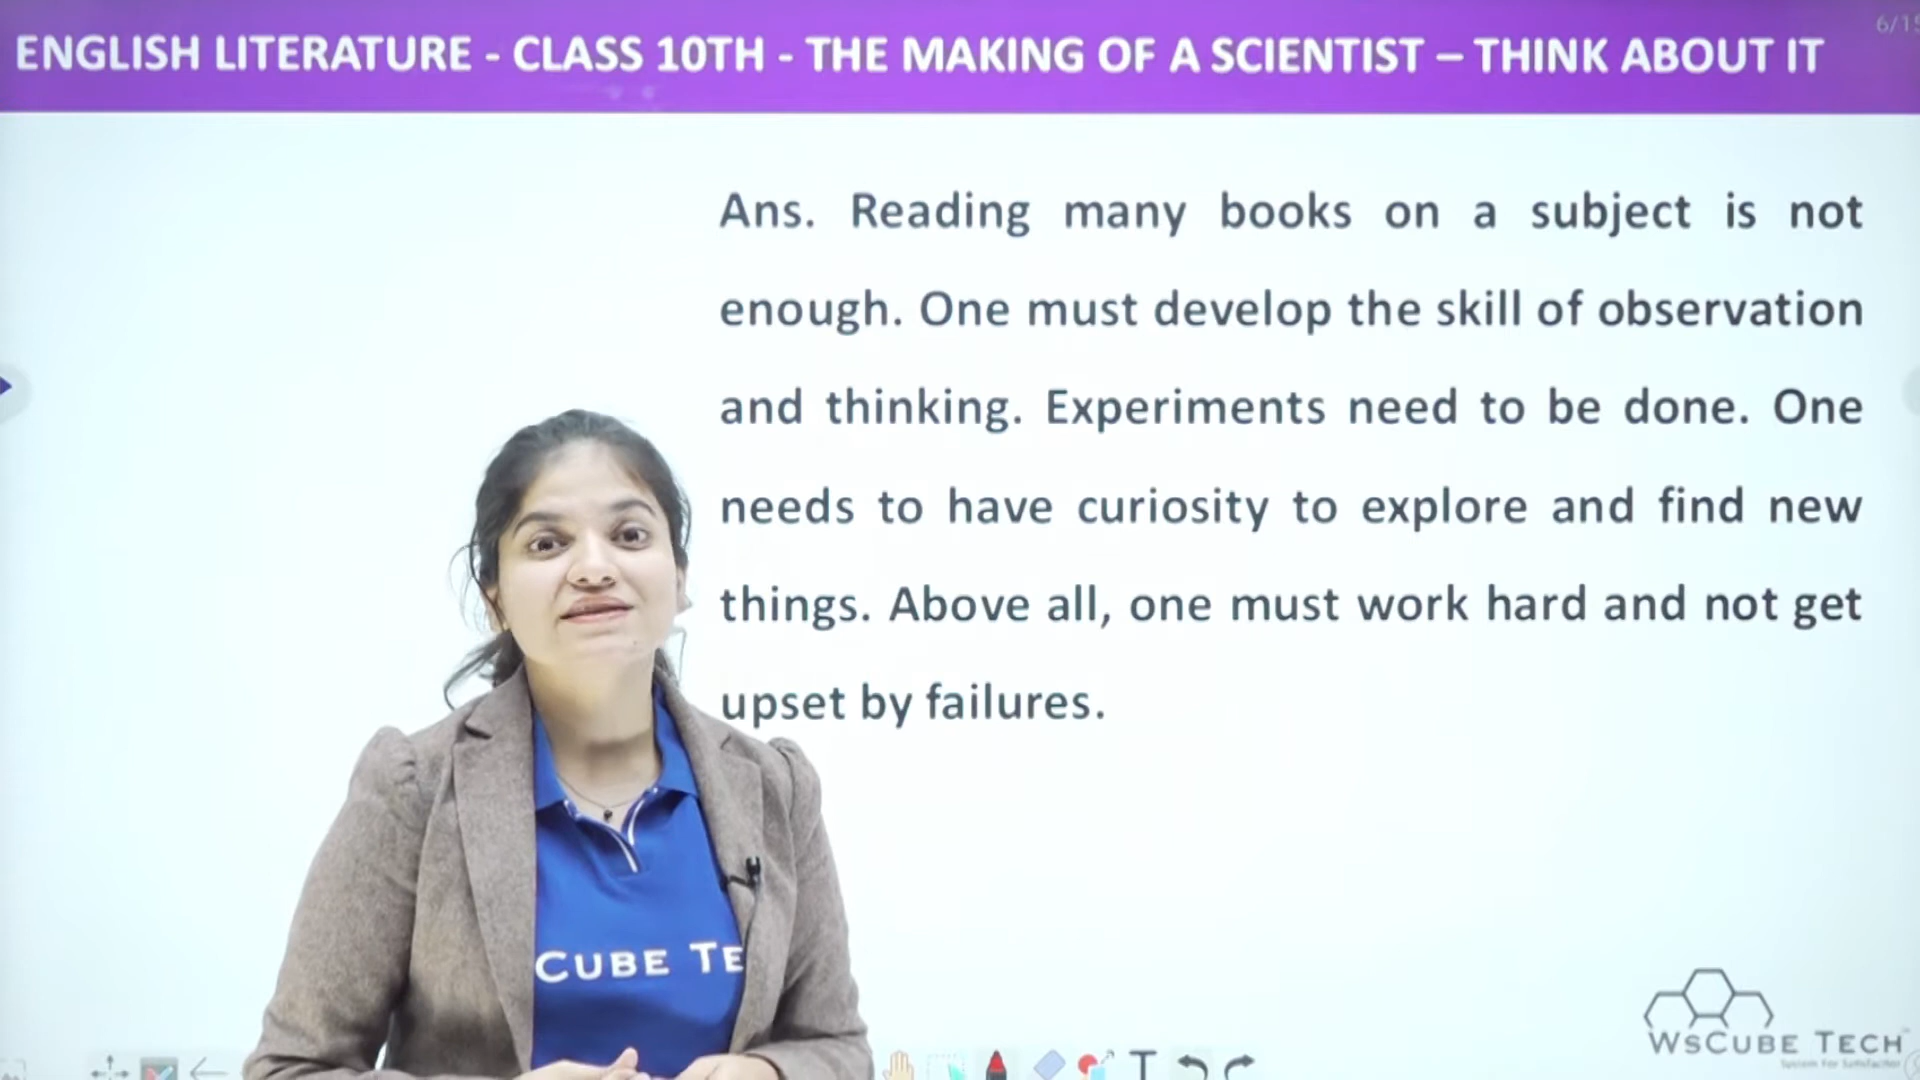 6/15
ENGLISH LITERATURE - CLASS 10TH - THE MAKING OF A SCIENTIST – THINK ABOUT IT
Ans. Reading many books on a subject is not
enough. One must develop the skill of observation
and thinking. Experiments need to be done. One
needs to have curiosity to explore and find new
things. Above all, one must work hard and not get
upset by failures.
CUBE TE
T
WSCUBE TECH